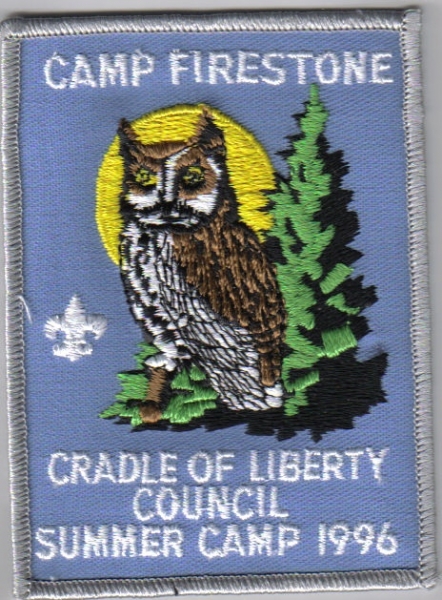 CAMP FIRESTONE
CRADLE OF LIBERTY
COUNCIL
SUMMER CAMP 1996